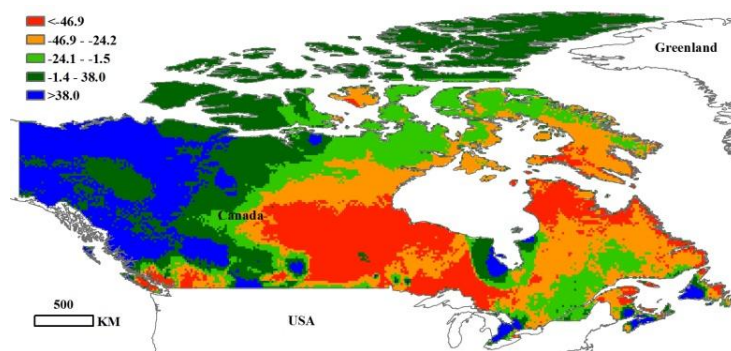 <-46.9
-46.9 - -24.2
-24.1 - -1.5
-1.4 - 38.0
>38.0
Greenland
Canada
500
KM
USA